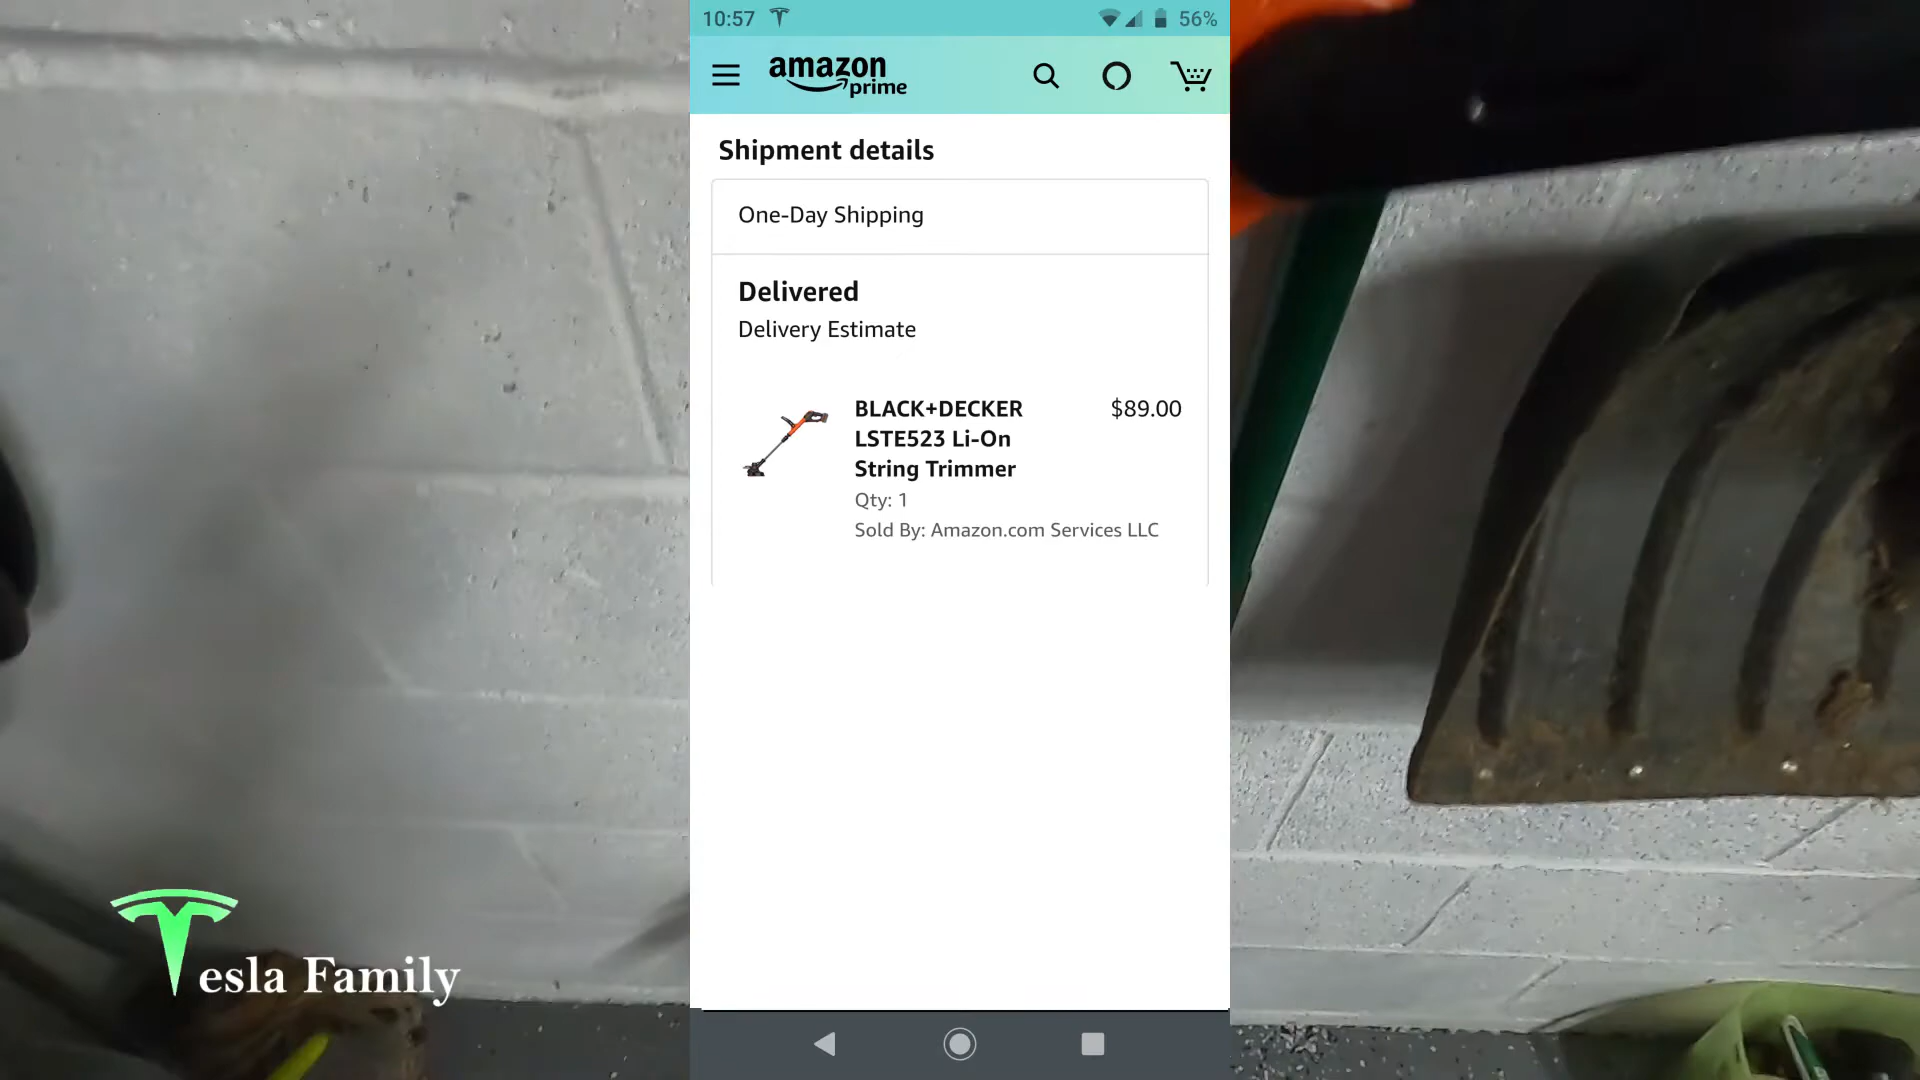 10:57
56%
amazon
prime
Shipment details
One-Day Shipping
Delivered
Delivery Estimate
BLACK+DECKER
$89.00
LSTE523 Li-On
String Trimmer
Qty: 1
Sold By: Amazon.com Services LLC
Tesla Family